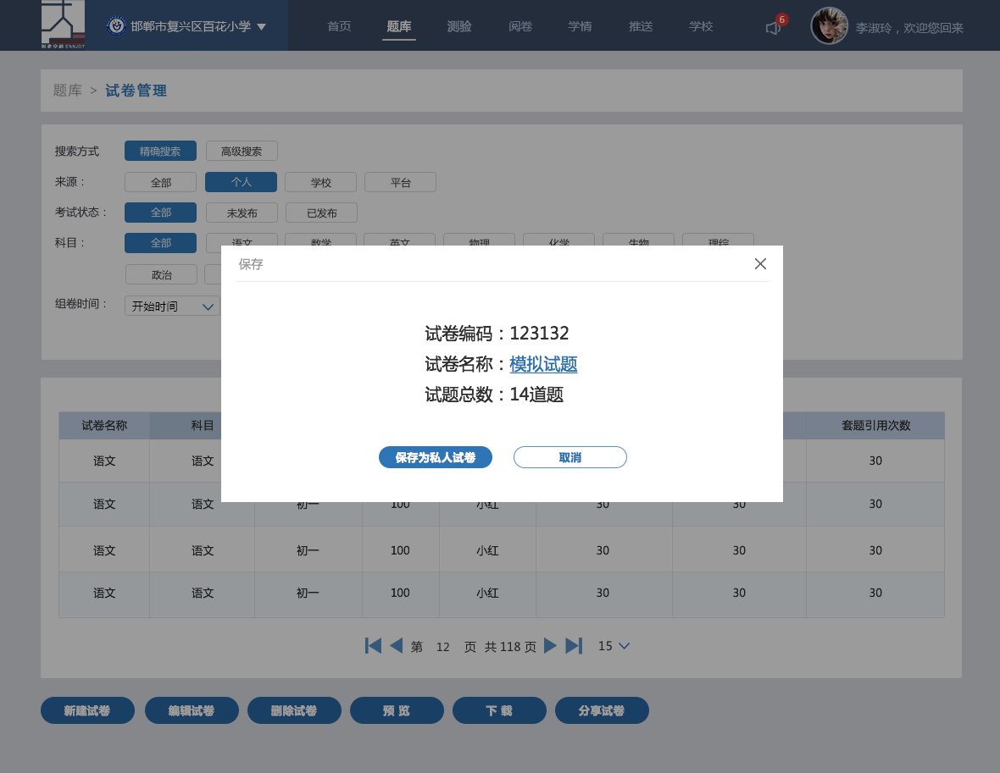 邯郸市复兴区百花小学 首页 题库 测验 阅卷 学情 推送 学校 6 李淑玲，欢迎您回来
题库 > 试卷管理
搜索方式 精确搜索 高级搜索
来源： 全部 个人 学校 平台
考试状态： 全部 未发布 已发布
科目： 全部 语文 数学 英文 物理 化学 生物 理综
政治
组卷时间： 开始时间
保存
试卷编码：123132
试卷名称：模拟试题
试题总数：14道题
保存为私人试卷 取消
试卷名称 科目 套题引用次数
语文 语文 30
语文 语文 初一 100 小红 30 30 30
语文 语文 初一 100 小红 30 30 30
语文 语文 初一 100 小红 30 30 30
第 12 页 共 118 页 15
新建试卷 编辑试卷 删除试卷 预 览 下 载 分享试卷